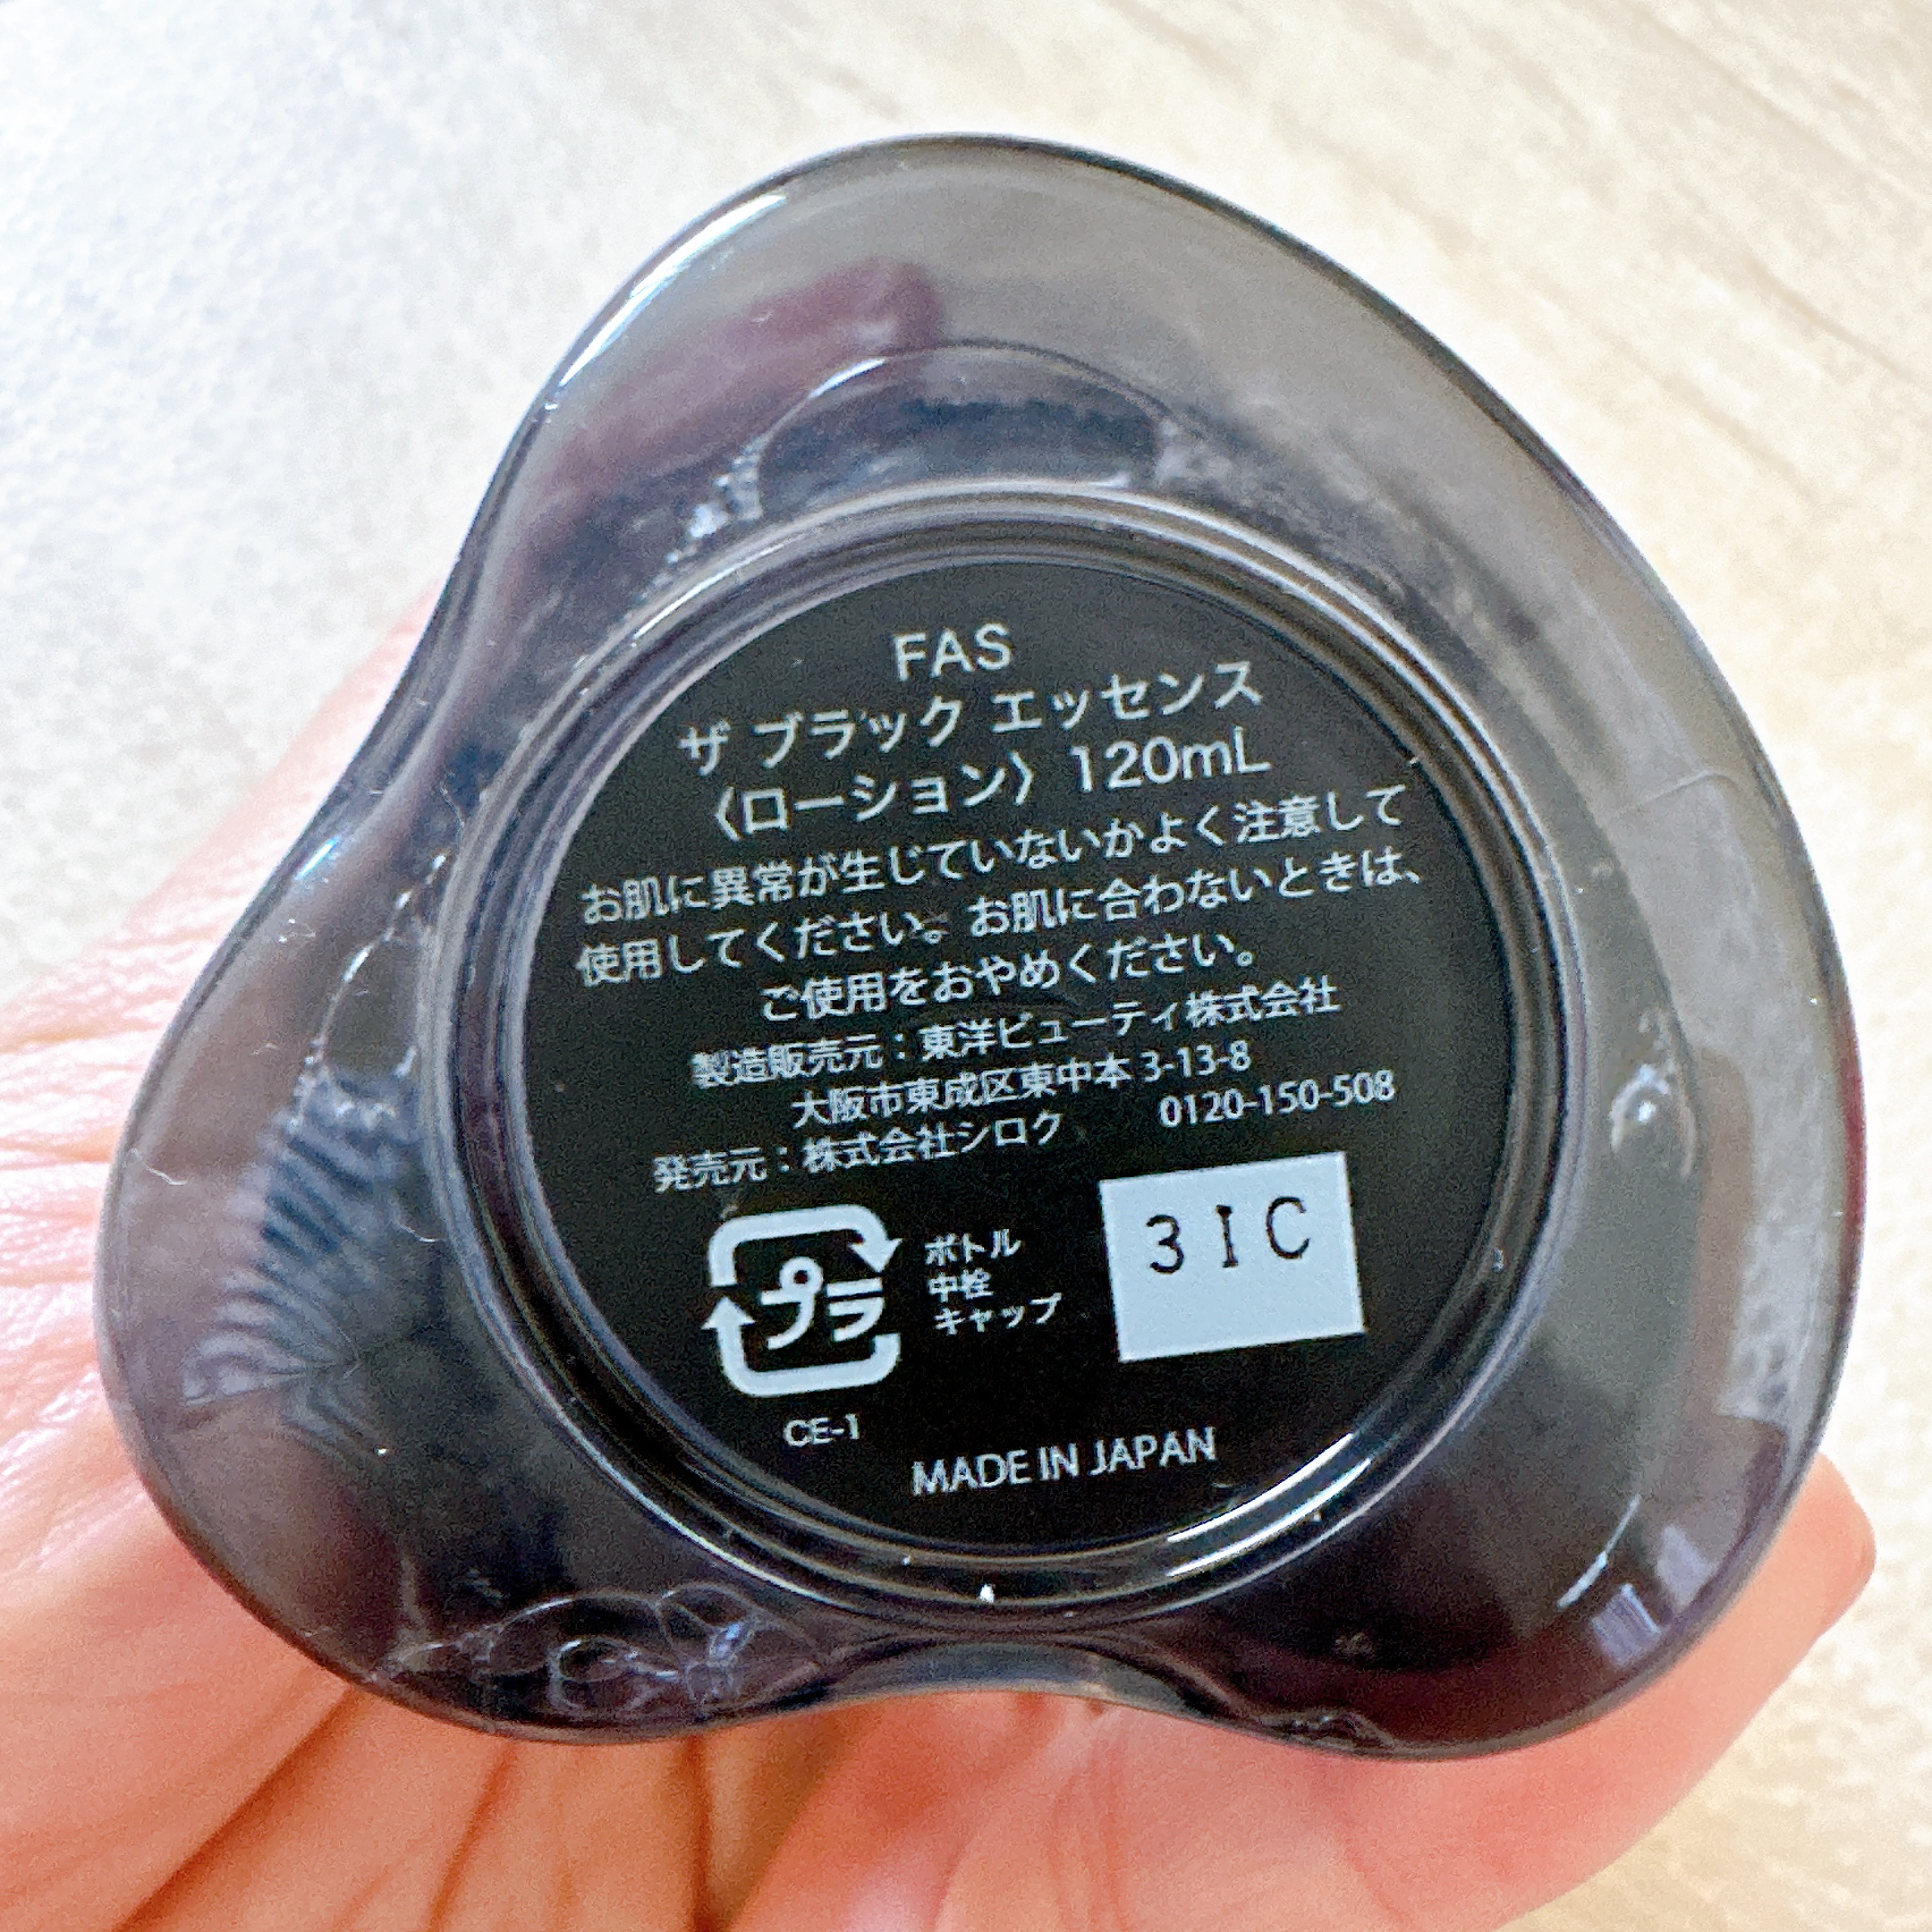 FAS
ザ ブラック エッセンス
〈ローション〉 120mL
お肌に異常が生じていないかよく注意して
使用してください。お肌に合わないときは、
ご使用をおやめください。
製造販売元：東洋ビューティ株式会社
大阪市東成区東中本 3-13-8
発売元：株式会社シロク 0120-150-508
プラ
ボトル
中栓
キャップ
3IC
CE-1
MADE IN JAPAN